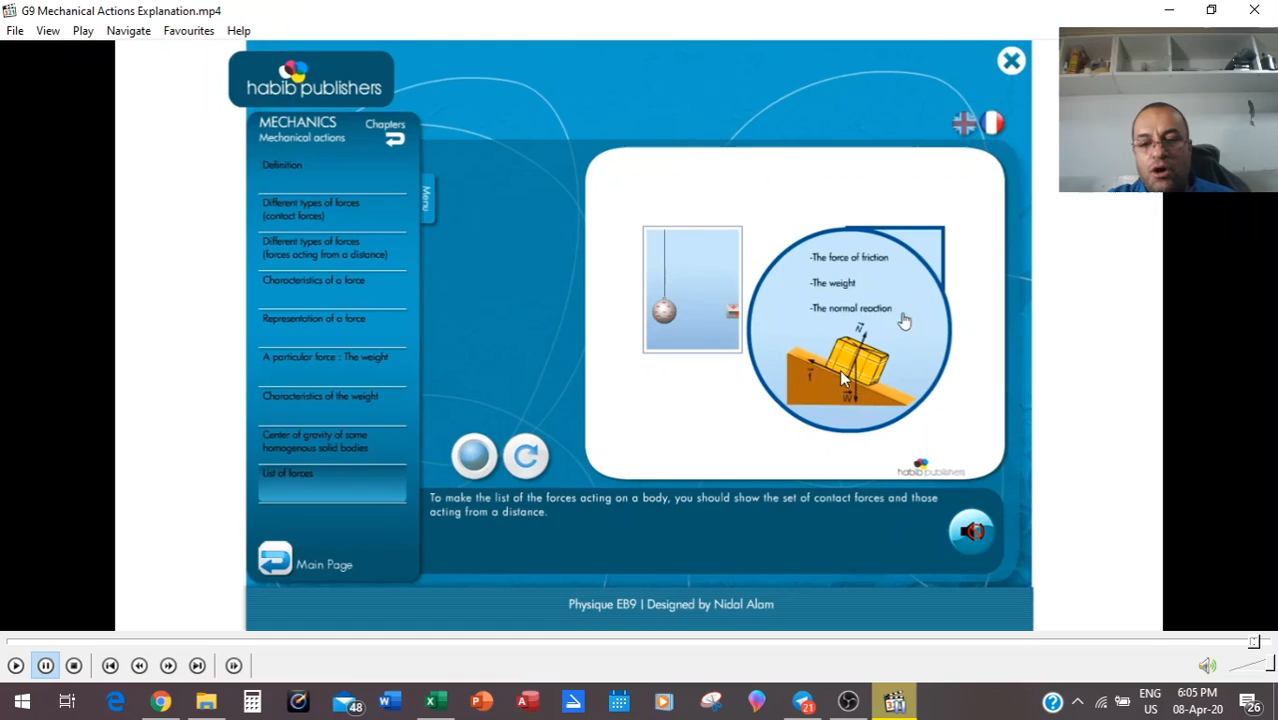 G9 Mechanical Actions Explanation.mp4
File View Play Navigate Favourites Help
habib publishers
MECHANICS
Mechanical actions
Chapters
Definition
Different types of forces
(contact forces)
Different types of forces
(forces acting from a distance)
Characteristics of a force
Representation of a force
A particular force : The weight
Characteristics of the weight
Center of gravity of some
homogenous solid bodies
List of forces
Main Page
Menu
-The force of friction
-The weight
-The normal reaction
N
f
W
habib publishers
To make the list of the forces acting on a body, you should show the set of contact forces and those
acting from a distance.
Physique EB9 | Designed by Nidal Alam
48
21
ENG
US
6:05 PM
08-Apr-20
26